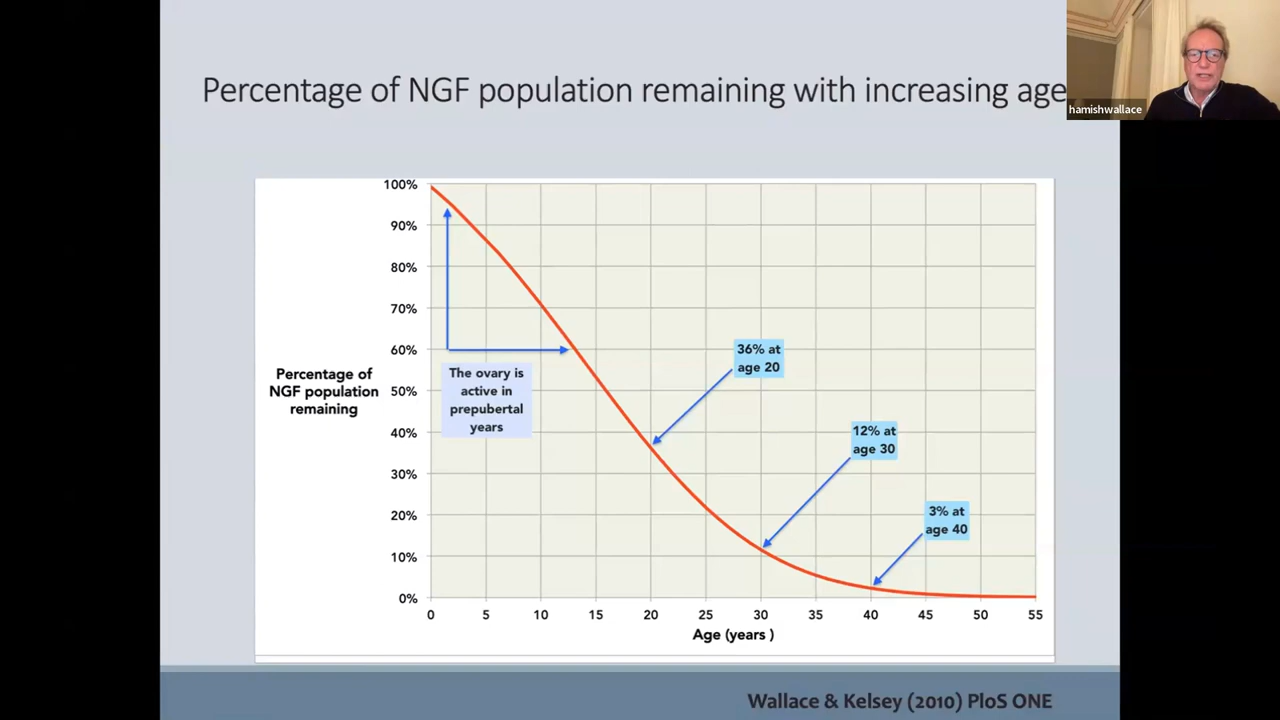 Percentage of NGF population remaining with increasing age
hamishwallace
100%
90%
80%
70%
60%
50%
40%
30%
20%
10%
0%
Percentage of
NGF population
remaining
The ovary is
active in
prepubertal
years
36% at
age 20
12% at
age 30
3% at
age 40
0 5 10 15 20 25 30 35 40 45 50 55
Age (years )
Wallace & Kelsey (2010) PloS ONE